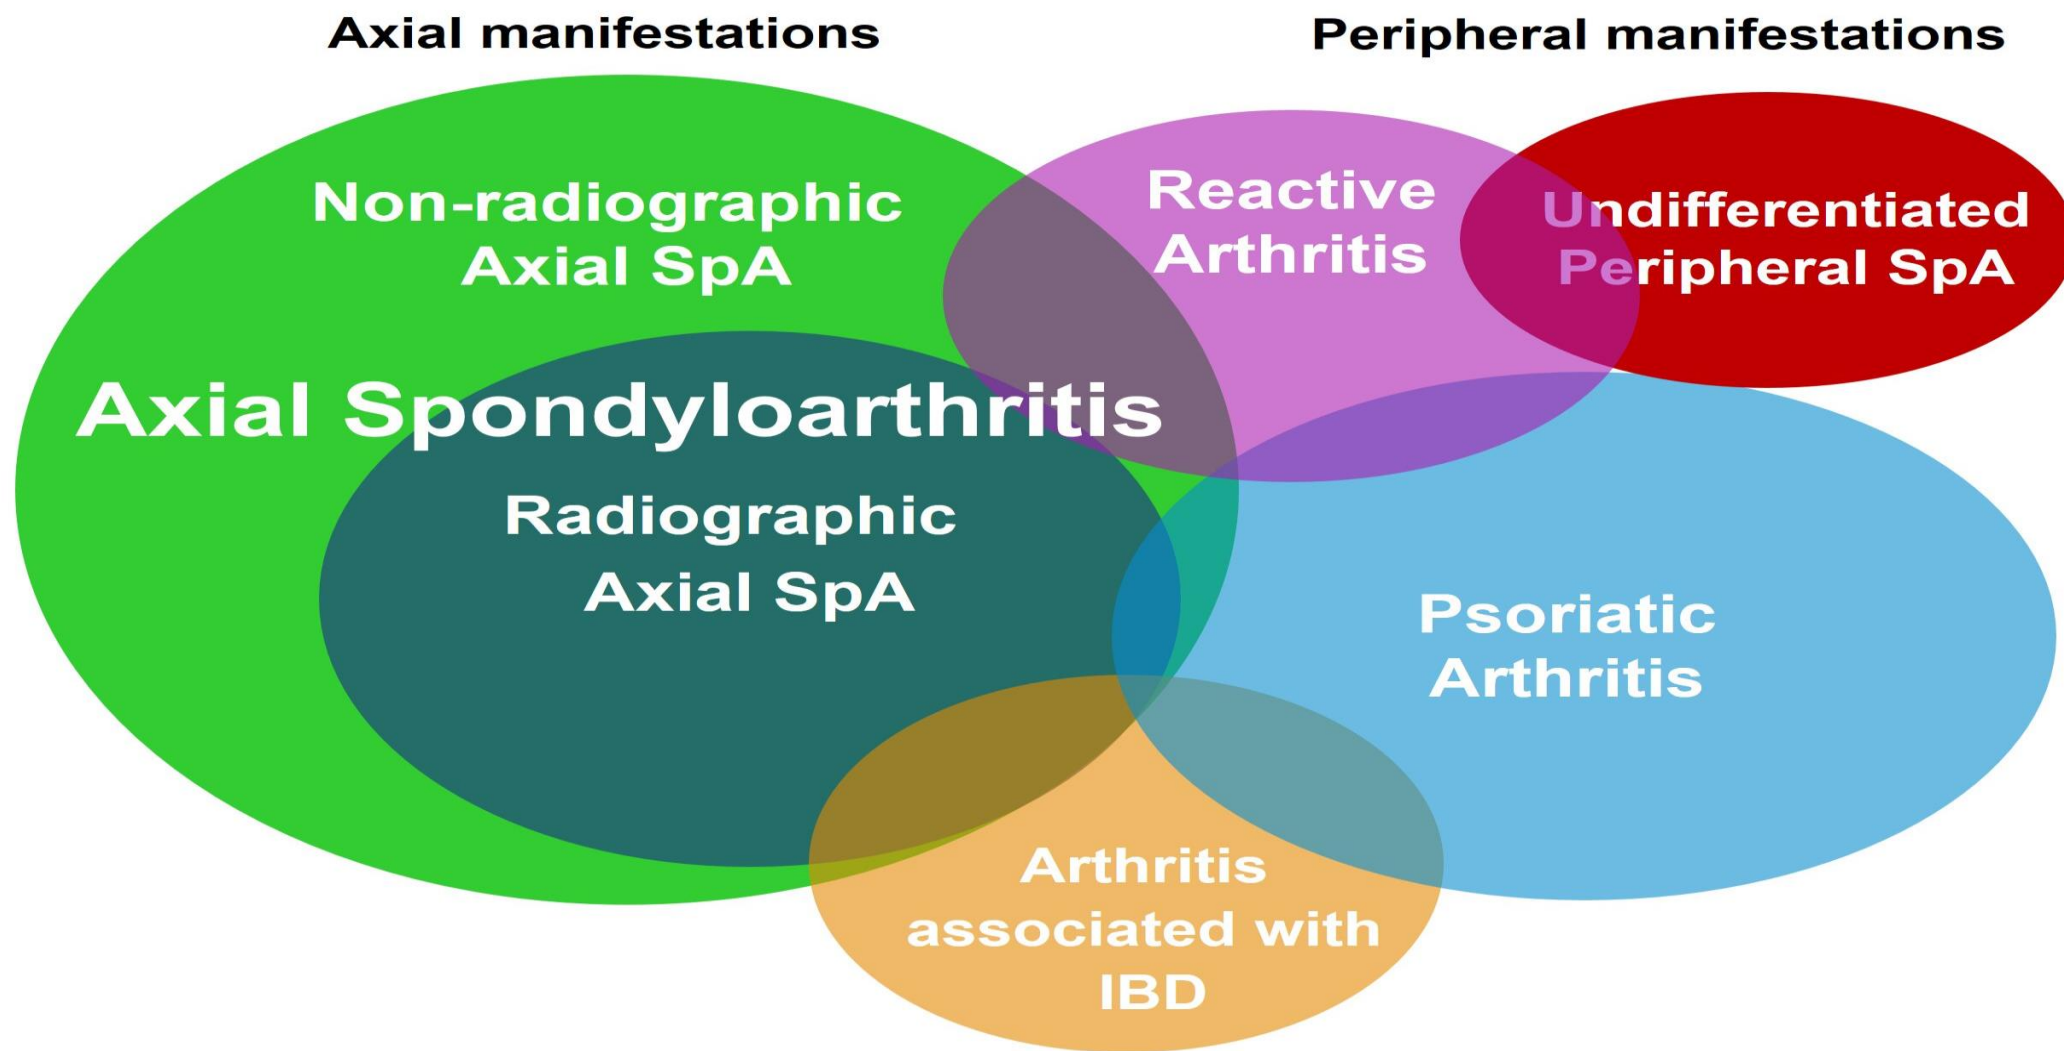 Axial manifestations
Peripheral manifestations
Non-radiographic
Axial SpA
Reactive
Arthritis
Undifferentiated
Peripheral SpA
Axial Spondyloarthritis
Radiographic
Axial SpA
Psoriatic
Arthritis
Arthritis
associated with
IBD